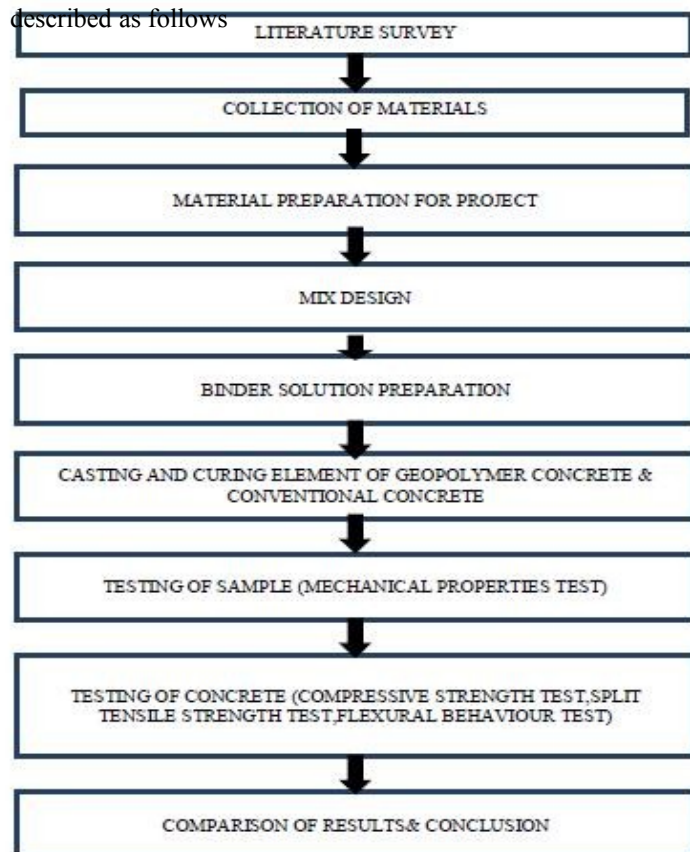 described as follows
LITERATURE SURVEY
COLLECTION OF MATERIALS
MATERIAL PREPARATION FOR PROJECT
MIX DESIGN
BINDER SOLUTION PREPARATION
CASTING AND CURING ELEMENT OF GEOPOLYMER CONCRETE &
CONVENTIONAL CONCRETE
TESTING OF SAMPLE (MECHANICAL PROPERTIES TEST)
TESTING OF CONCRETE (COMPRESSIVE STRENGTH TEST,SPLIT
TENSILE STRENGTH TEST,FLEXURAL BEHAVIOUR TEST)
COMPARISON OF RESULTS& CONCLUSION